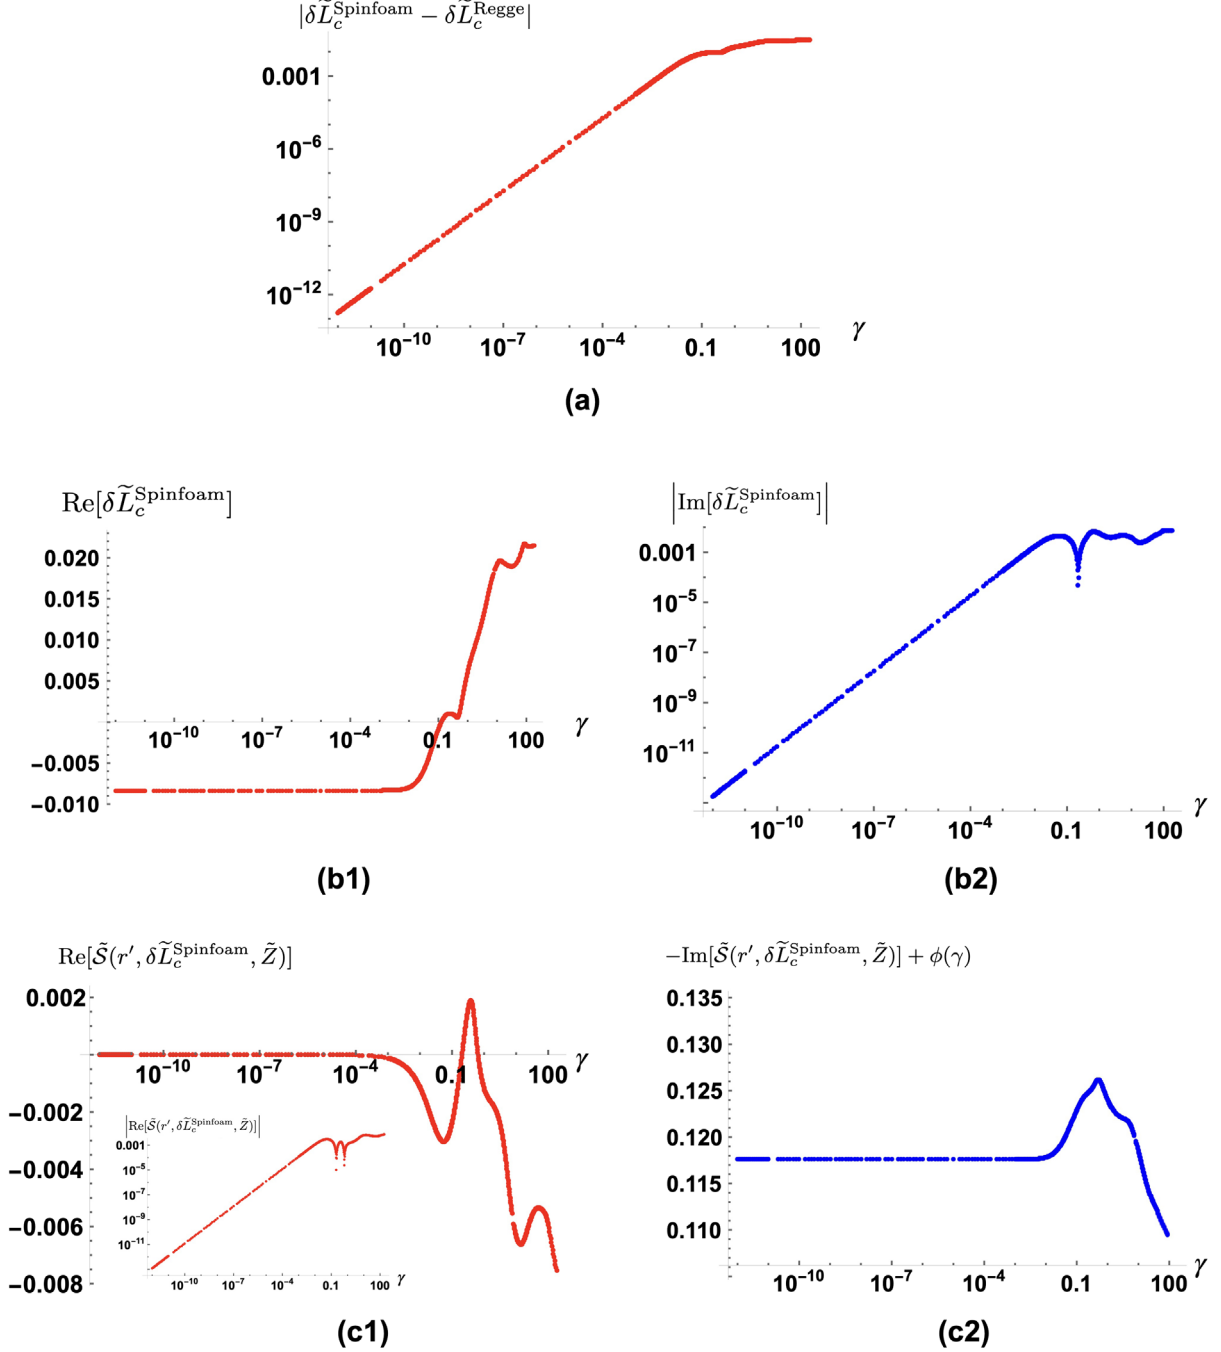 |δL̃_c^Spinfoam − δL̃_c^Regge|
0.001
10^−6
10^−9
10^−12
10^−10 10^−7 10^−4 0.1 100 γ
(a)
Re[δL̃_c^Spinfoam]
0.020
0.015
0.010
0.005
10^−10 10^−7 10^−4 0.1 100 γ
−0.005
−0.010
(b1)
|Im[δL̃_c^Spinfoam]|
0.001
10^−5
10^−7
10^−9
10^−11
10^−10 10^−7 10^−4 0.1 100 γ
(b2)
Re[S̃(r′, δL̃_c^Spinfoam, Z̃)]
0.002
10^−10 10^−7 10^−4 0.1 100 γ
−0.002
−0.004
−0.006
−0.008
|Re[S̃(r′, δL̃_c^Spinfoam, Z̃)]|
0.001
10^−5
10^−7
10^−9
10^−11
10^−10 10^−7 10^−4 0.1 100 γ
(c1)
−Im[S̃(r′, δL̃_c^Spinfoam, Z̃)] + ϕ(γ)
0.135
0.130
0.125
0.120
0.115
0.110
10^−10 10^−7 10^−4 0.1 100 γ
(c2)